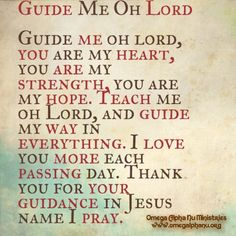 Guide Me Oh Lord
Guide me oh lord,
you are my heart,
you are my
strength, you are
my hope. Teach me
oh Lord, and guide
my way in
everything. I love
you more each
passing day. Thank
you for your
guidance in Jesus
name I pray.
Omega Alpha Nu Ministries
www.omegalphanu.org